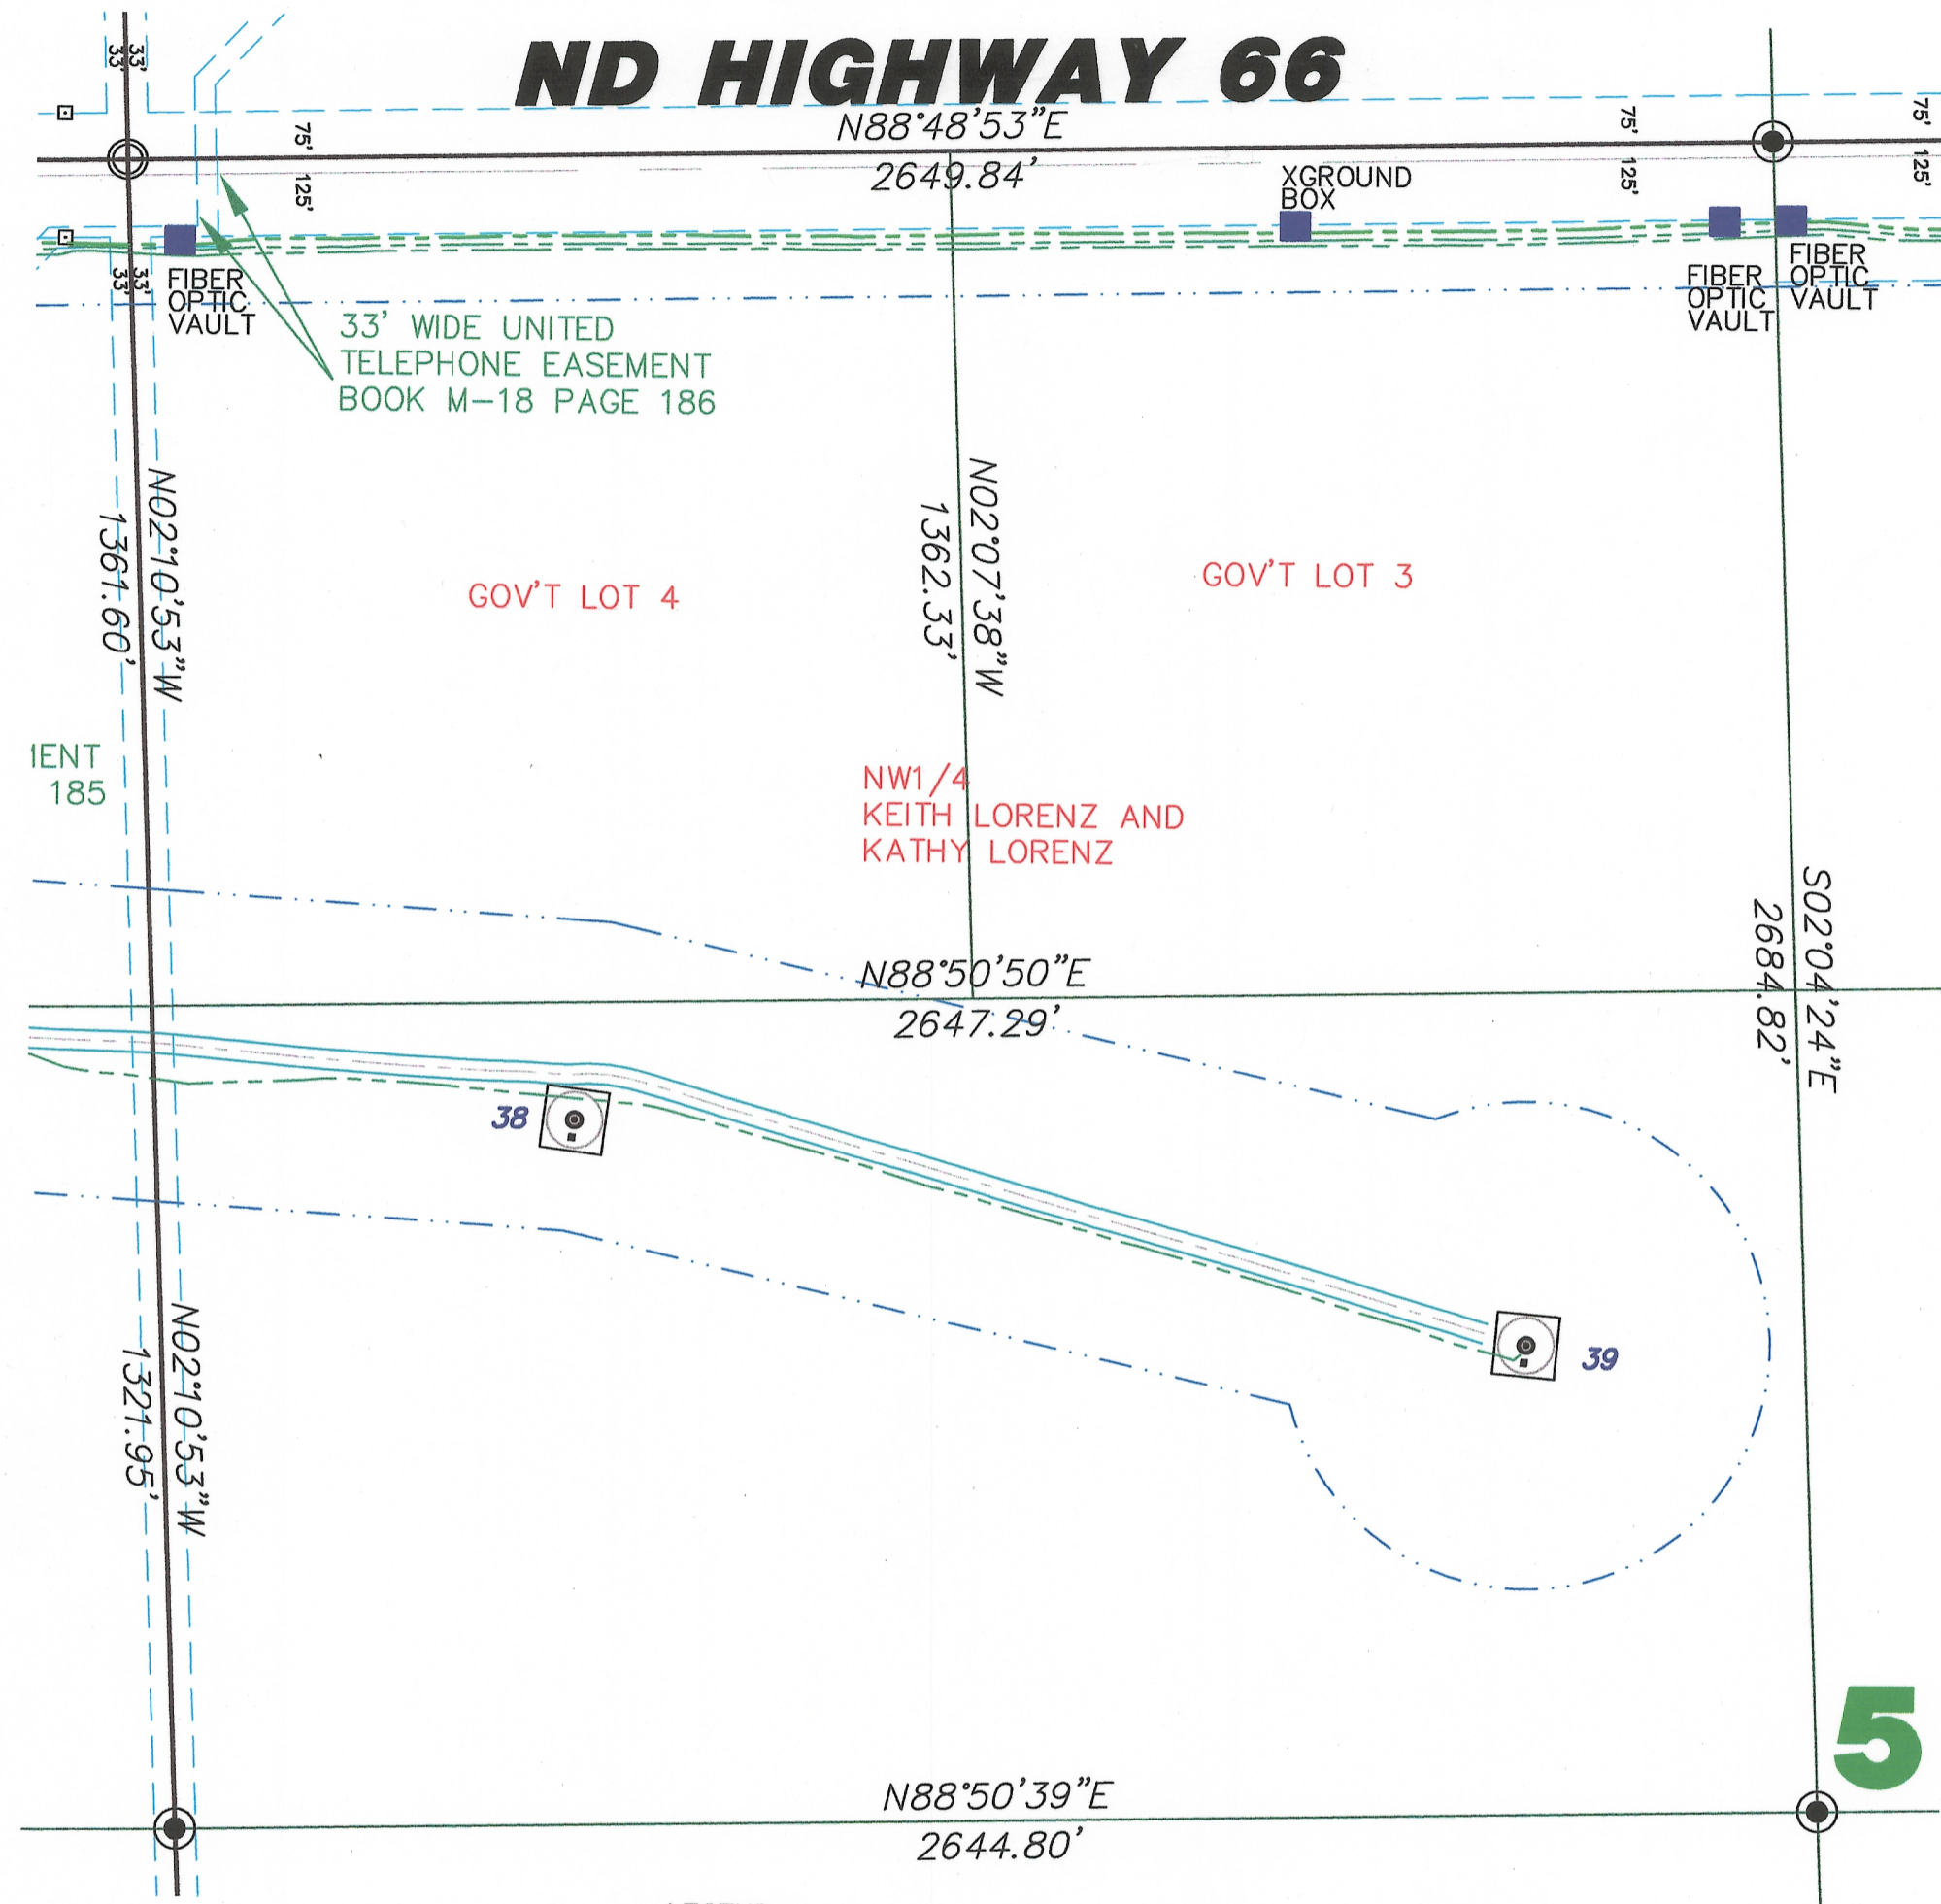 ND HIGHWAY 66
33' 33'
N88°48'53"E
2649.84'
75'
125'
75'
125'
75'
125'
XGROUND
BOX
33' 33'
FIBER
OPTIC
VAULT
FIBER
OPTIC
VAULT
FIBER
OPTIC
VAULT
33' WIDE UNITED
TELEPHONE EASEMENT
BOOK M-18 PAGE 186
N02°10'53"W
1361.60'
N02°07'38"W
1362.33'
GOV'T LOT 4
GOV'T LOT 3
185
NW1/4
KEITH LORENZ AND
KATHY LORENZ
S02°04'24"E
2684.82'
N88°50'50"E
2647.29'
38
39
N02°10'53"W
1321.95'
5
N88°50'39"E
2644.80'